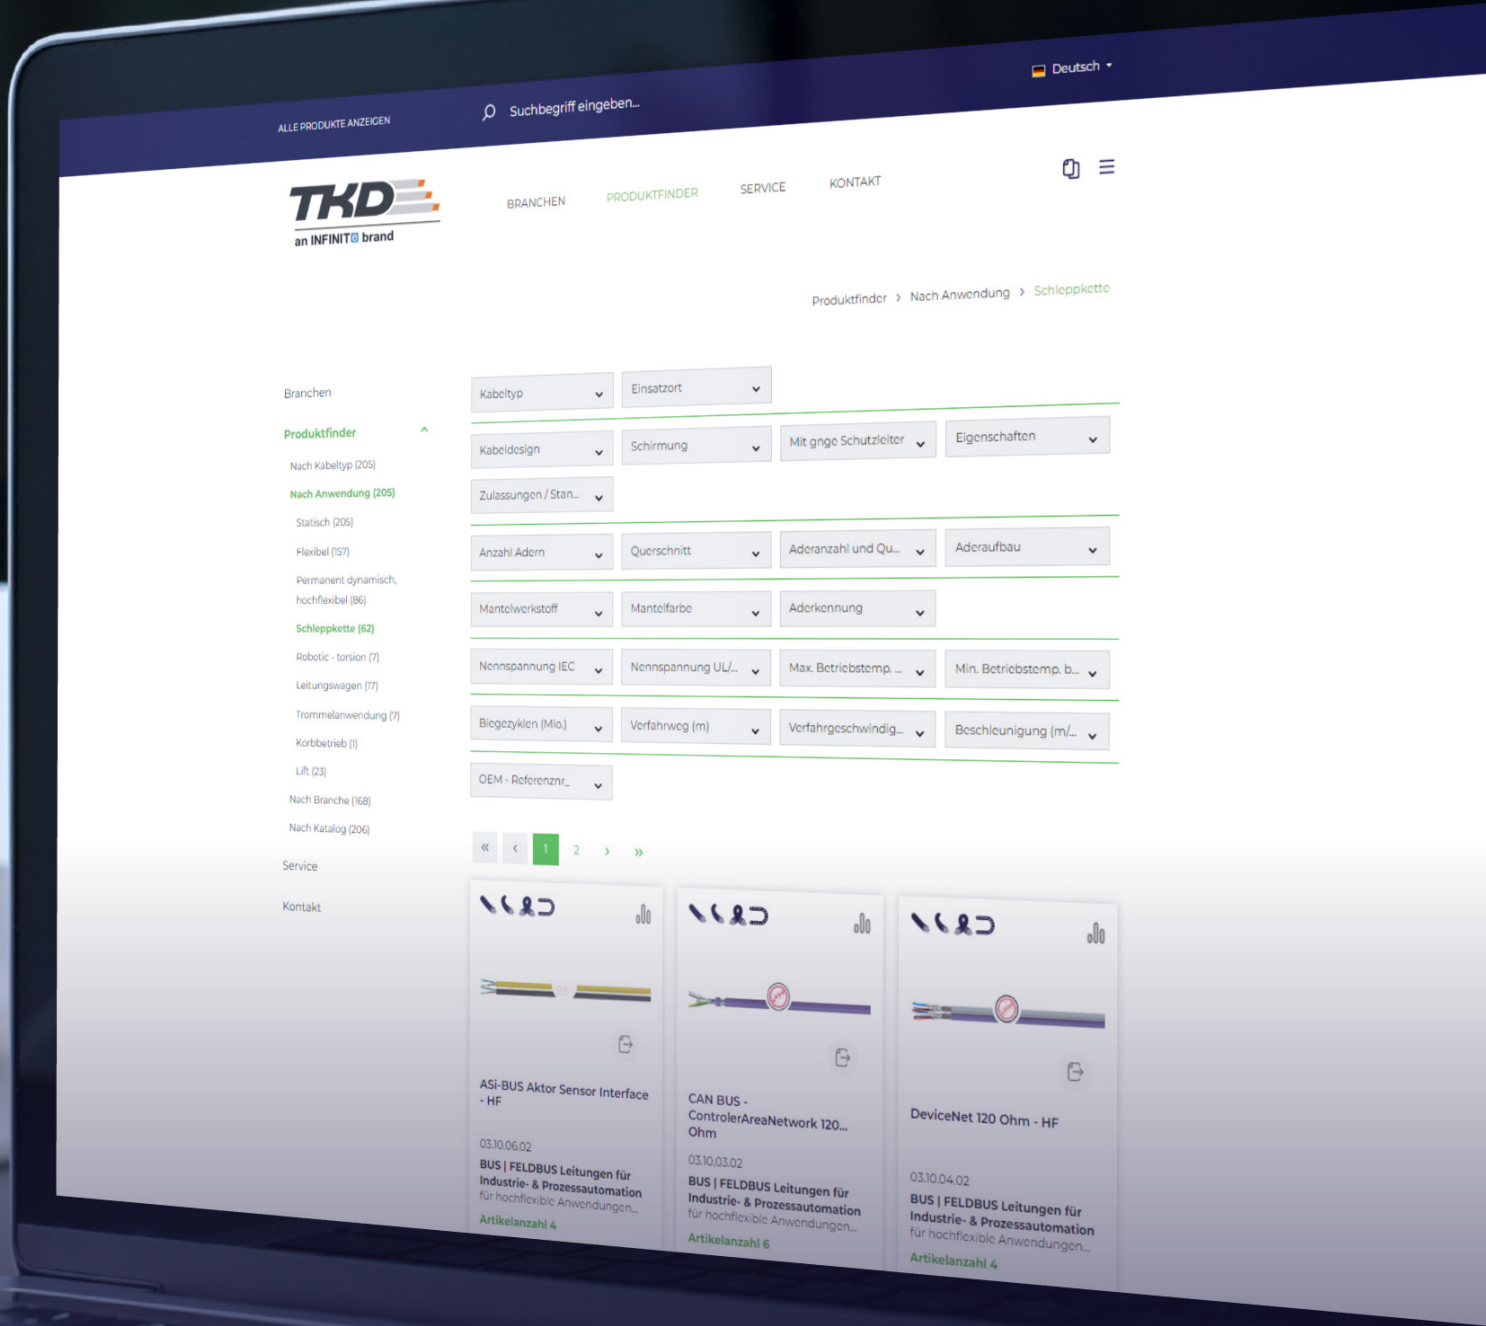 ALLE PRODUKTE ANZEIGEN
Suchbegriff eingeben...
Deutsch
TKD
an INFINITE brand
BRANCHEN
PRODUKTFINDER
SERVICE
KONTAKT
Produktfinder > Nach Anwendung > Schleppkette
Branchen
Produktfinder
Nach Kabeltyp (205)
Nach Anwendung (205)
Statisch (205)
Flexibel (157)
Permanent dynamisch,
hochflexibel (86)
Schleppkette (62)
Robotic - torsion (7)
Leitungswagen (17)
Trommelanwendung (7)
Korbbetrieb (1)
Lift (23)
Nach Branche (168)
Nach Katalog (206)
Service
Kontakt
Kabeltyp
Einsatzort
Kabeldesign
Schirmung
Mit gnge Schutzleiter
Eigenschaften
Zulassungen / Stan...
Anzahl Adern
Querschnitt
Aderanzahl und Qu...
Aderaufbau
Mantelwerkstoff
Mantelfarbe
Aderkennung
Nennspannung IEC
Nennspannung UL/...
Max. Betriebstemp. ...
Min. Betriebstemp. b...
Biegezyklen (Mio.)
Verfahrweg (m)
Verfahrgeschwindig...
Beschleunigung (m/...
OEM - Referenznr...
« ‹ 1 2 › »
ASi-BUS Aktor Sensor Interface
- HF
03.10.06.02
BUS | FELDBUS Leitungen für
Industrie- & Prozessautomation
für hochflexible Anwendungen...
Artikelanzahl 4
CAN BUS -
ControlerAreaNetwork 120...
Ohm
03.10.03.02
BUS | FELDBUS Leitungen für
Industrie- & Prozessautomation
für hochflexible Anwendungen...
Artikelanzahl 6
DeviceNet 120 Ohm - HF
03.10.04.02
BUS | FELDBUS Leitungen für
Industrie- & Prozessautomation
für hochflexible Anwendungen...
Artikelanzahl 4